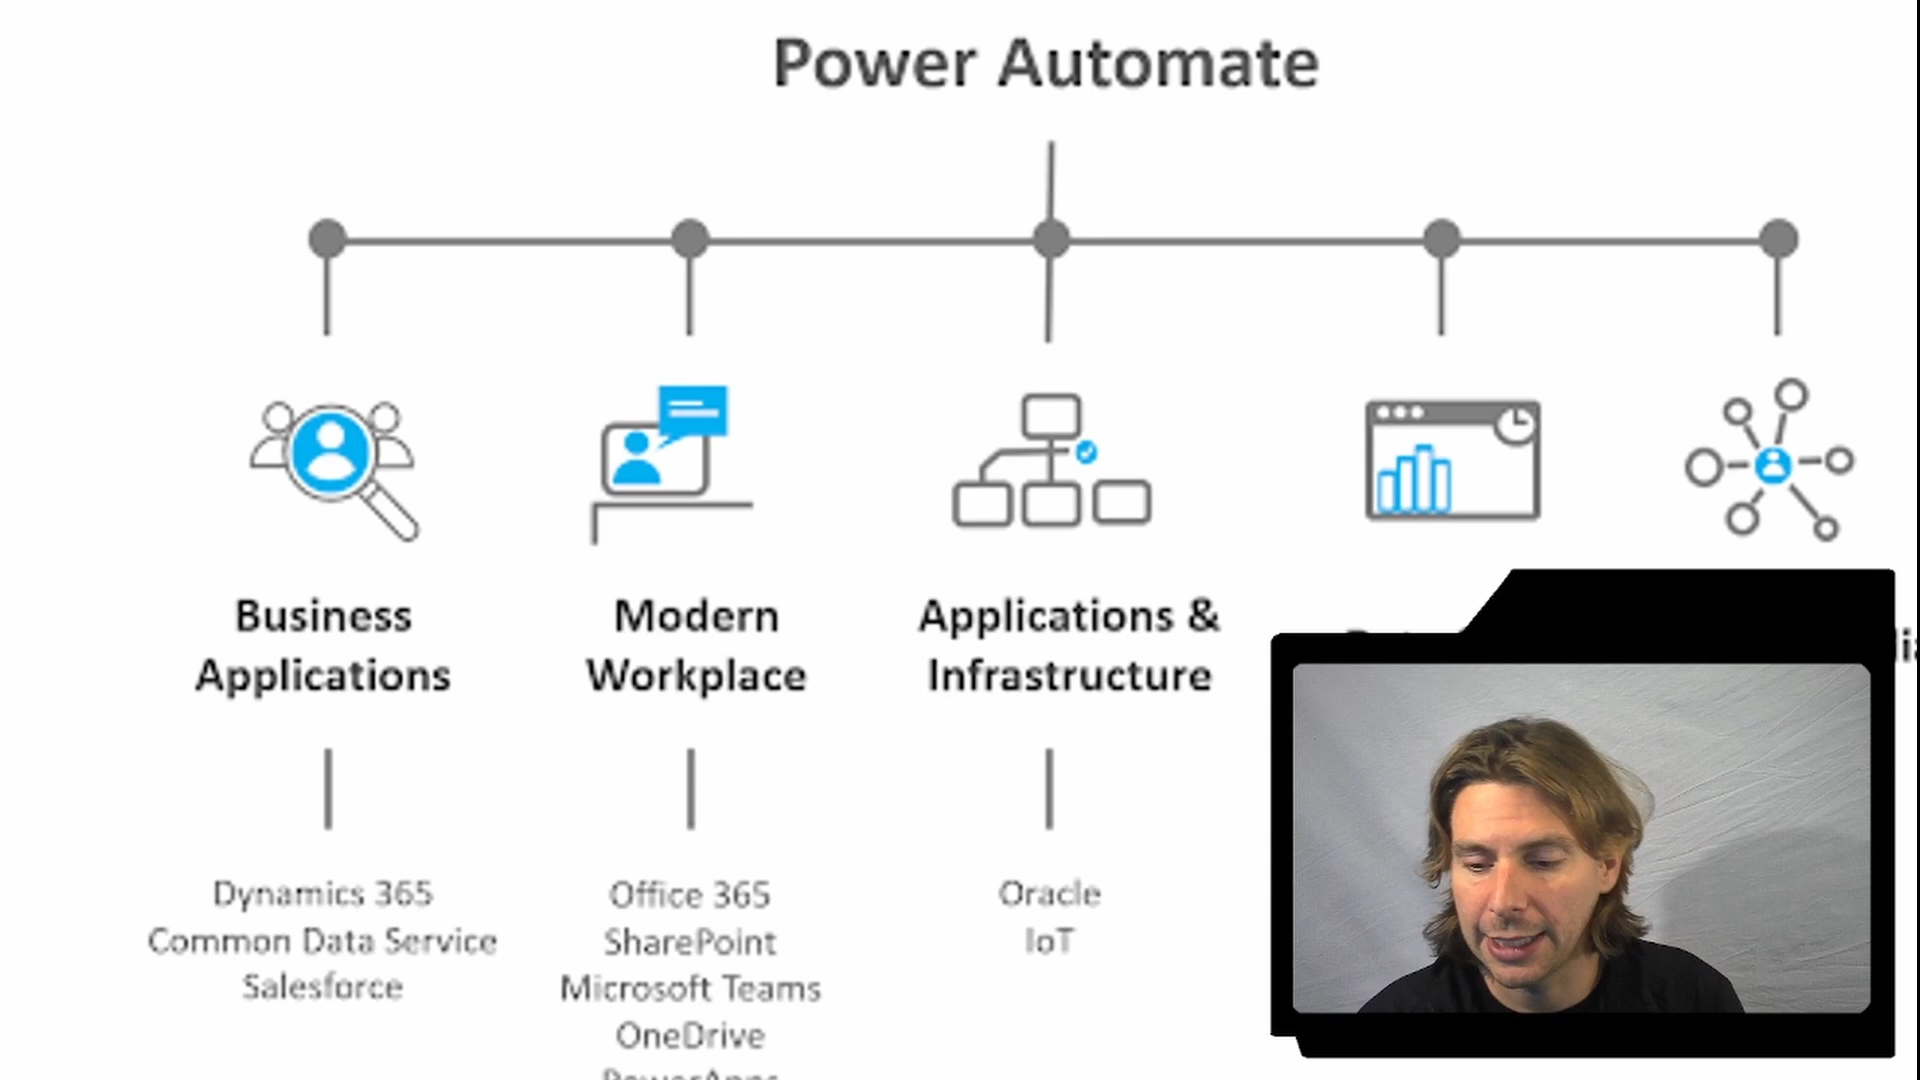 Power Automate
Business
Applications
Modern
Workplace
Applications &
Infrastructure
Dynamics 365
Common Data Service
Salesforce
Office 365
SharePoint
Microsoft Teams
OneDrive
PowerApps
Oracle
IoT